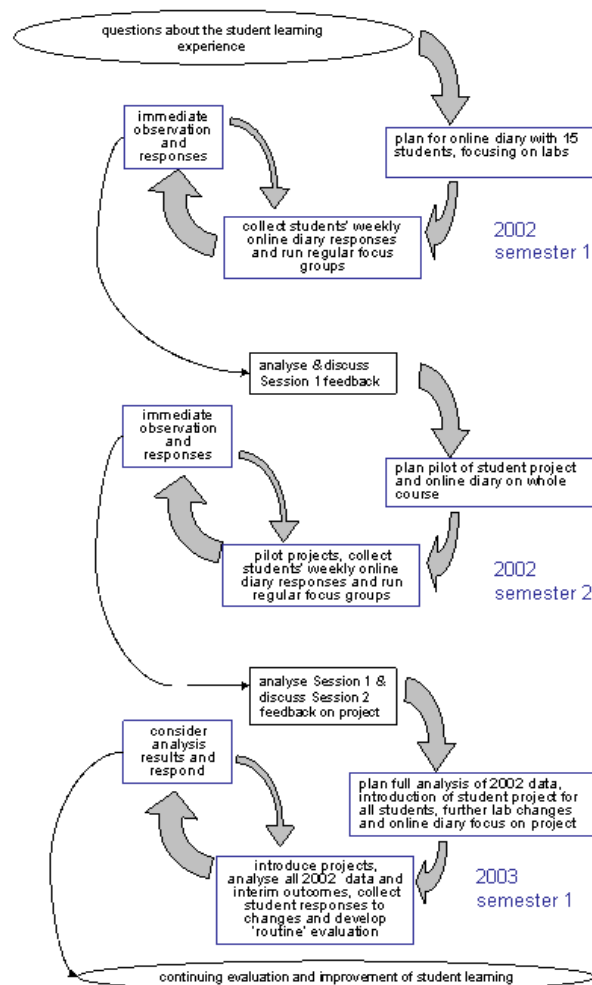 questions about the student learning
experience
immediate
observation
and
responses
plan for online diary with 15
students, focusing on labs
collect students' weekly
online diary responses
and run regular focus
groups
2002
semester 1
analyse & discuss
Session 1 feedback
immediate
observation
and
responses
plan pilot of student project
and online diary on whole
course
pilot projects, collect
students' weekly online
diary responses and run
regular focus groups
2002
semester 2
analyse Session 1 &
discuss Session 2
feedback on project
consider
analysis
results and
respond
plan full analysis of 2002 data,
introduction of student project for
all students, further lab changes
and online diary focus on project
introduce projects,
analyse all 2002 data and
interim outcomes, collect
student responses to
changes and develop
'routine' evaluation
2003
semester 1
continuing evaluation and improvement of student learning